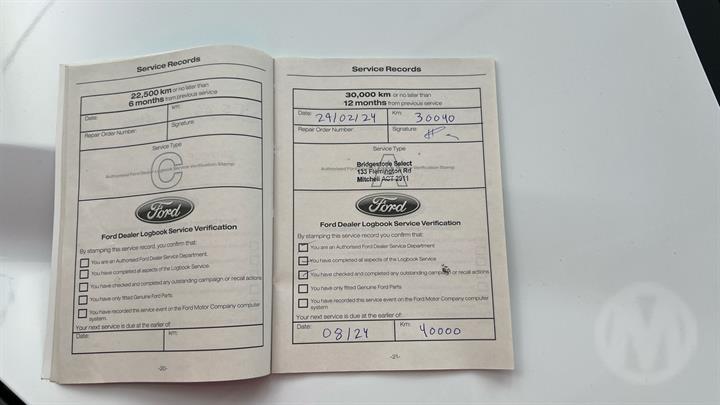 Service Records
22,500 km or no later than
6 months from previous service
Date:
Km:
Repair Order Number:
Signature:
Service Type
C
Authorised Ford Dealer Logbook Service Verification Stamp
Ford
Ford Dealer Logbook Service Verification
By stamping this service record, you confirm that:
You are an Authorised Ford Dealer Service Department.
You have completed all aspects of the Logbook Service.
You have checked and completed any outstanding campaign or recall actions
You have only fitted Genuine Ford Parts.
You have recorded this service event on the Ford Motor Company computer
system.
Your next service is due at the earlier of:
Date:
Km:
-20-
Service Records
30,000 km or no later than
12 months from previous service
Date: 29/02/24
Km: 30040
Repair Order Number:
Signature:
Service Type
A
Bridgestone Select
133 Flemington Rd
Mitchell ACT 2911
Ford
Ford Dealer Logbook Service Verification
By stamping this service record, you confirm that:
You are an Authorised Ford Dealer Service Department.
You have completed all aspects of the Logbook Service.
You have checked and completed any outstanding campaign or recall actions
You have only fitted Genuine Ford Parts.
You have recorded this service event on the Ford Motor Company computer
system
Your next service is due at the earlier of:
Date: 08/24
Km: 40000
-21-
M